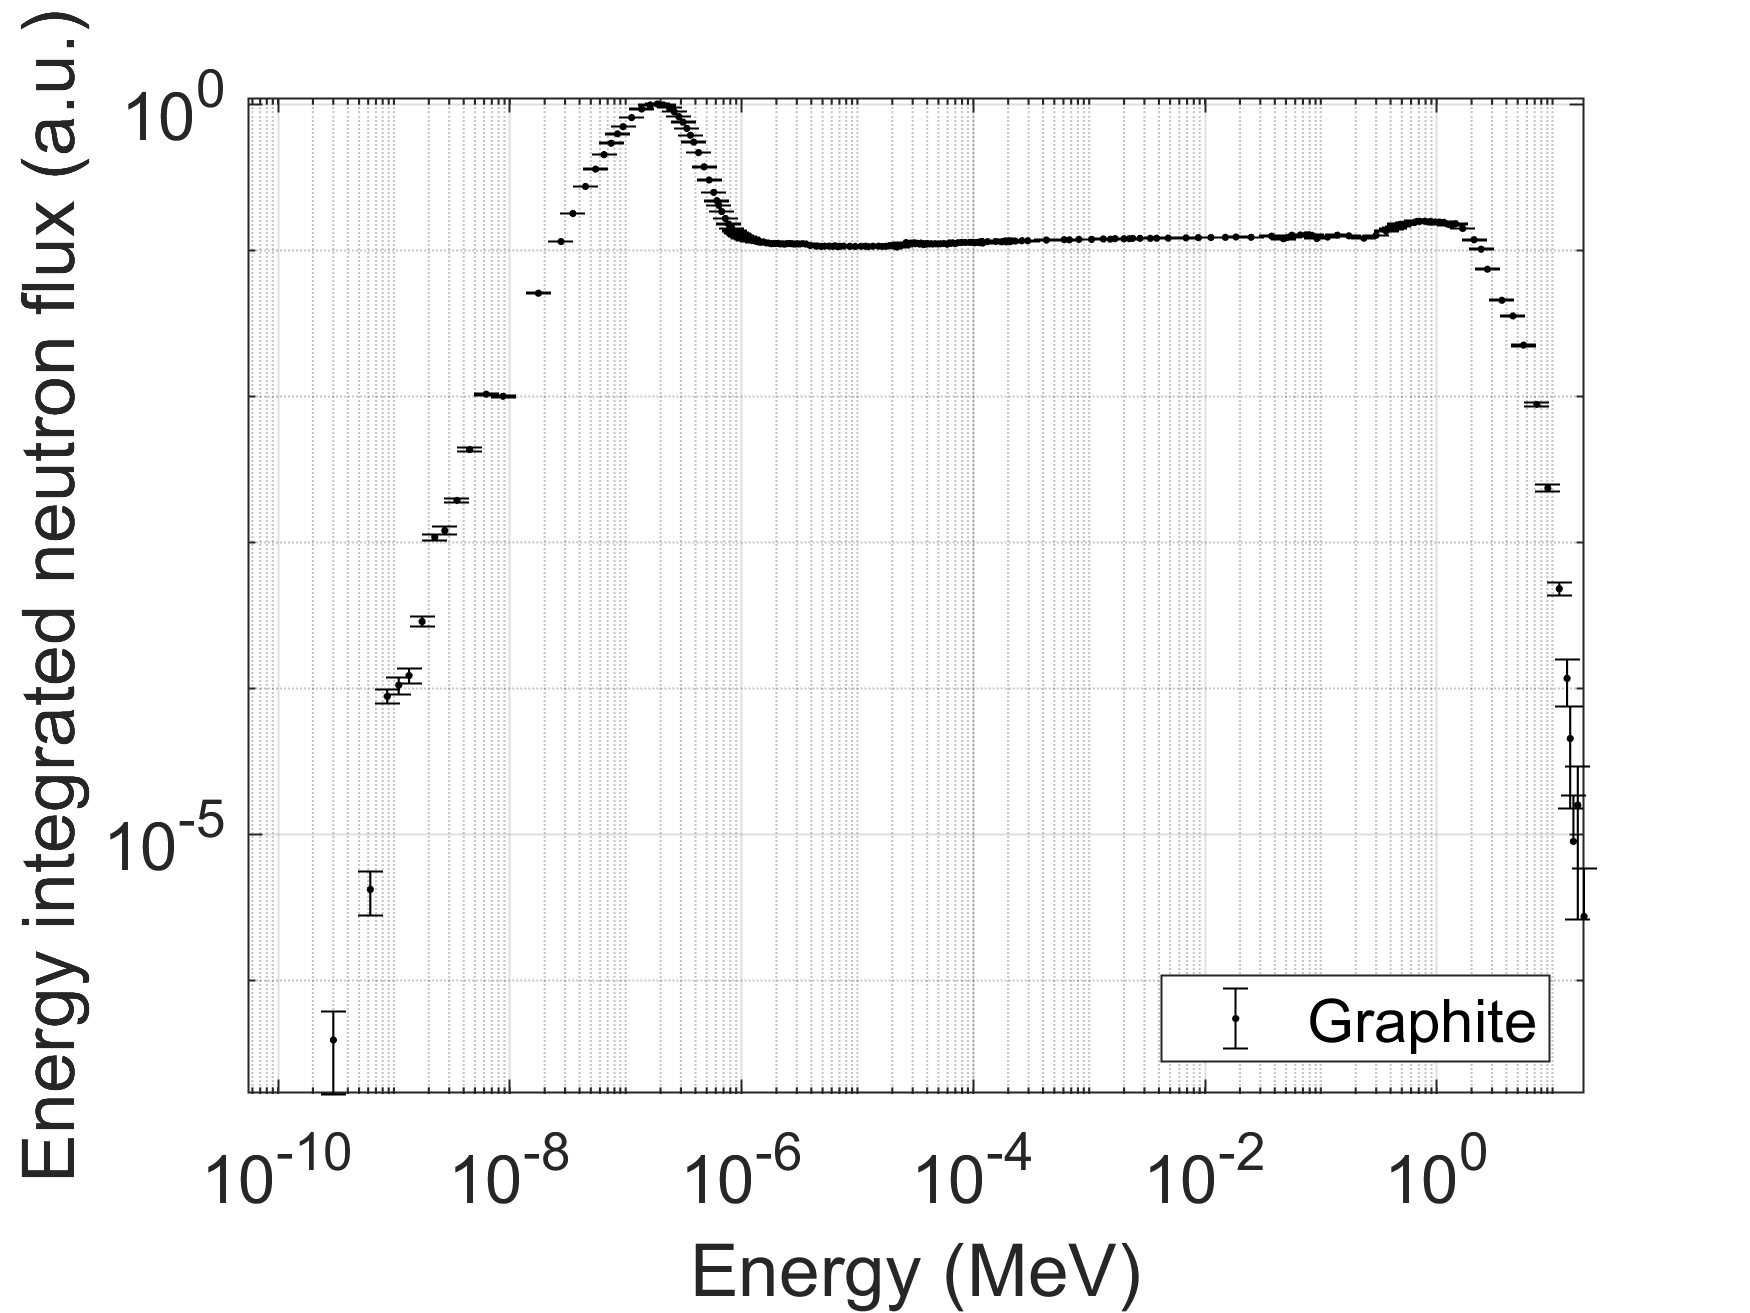 Energy integrated neutron flux (a.u.)
10^0
10^-5
Graphite
10^-10 10^-8 10^-6 10^-4 10^-2 10^0
Energy (MeV)